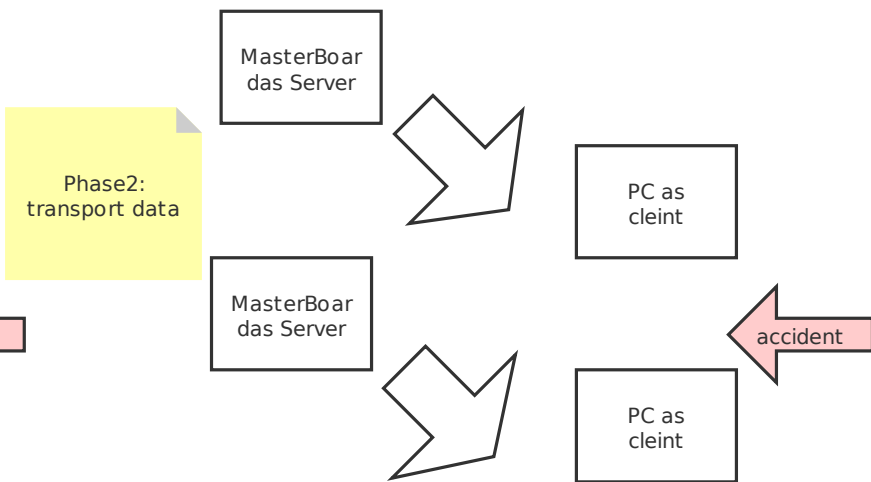 MasterBoar
das Server
Phase2:
transport data
PC as
cleint
MasterBoar
das Server
accident
PC as
cleint